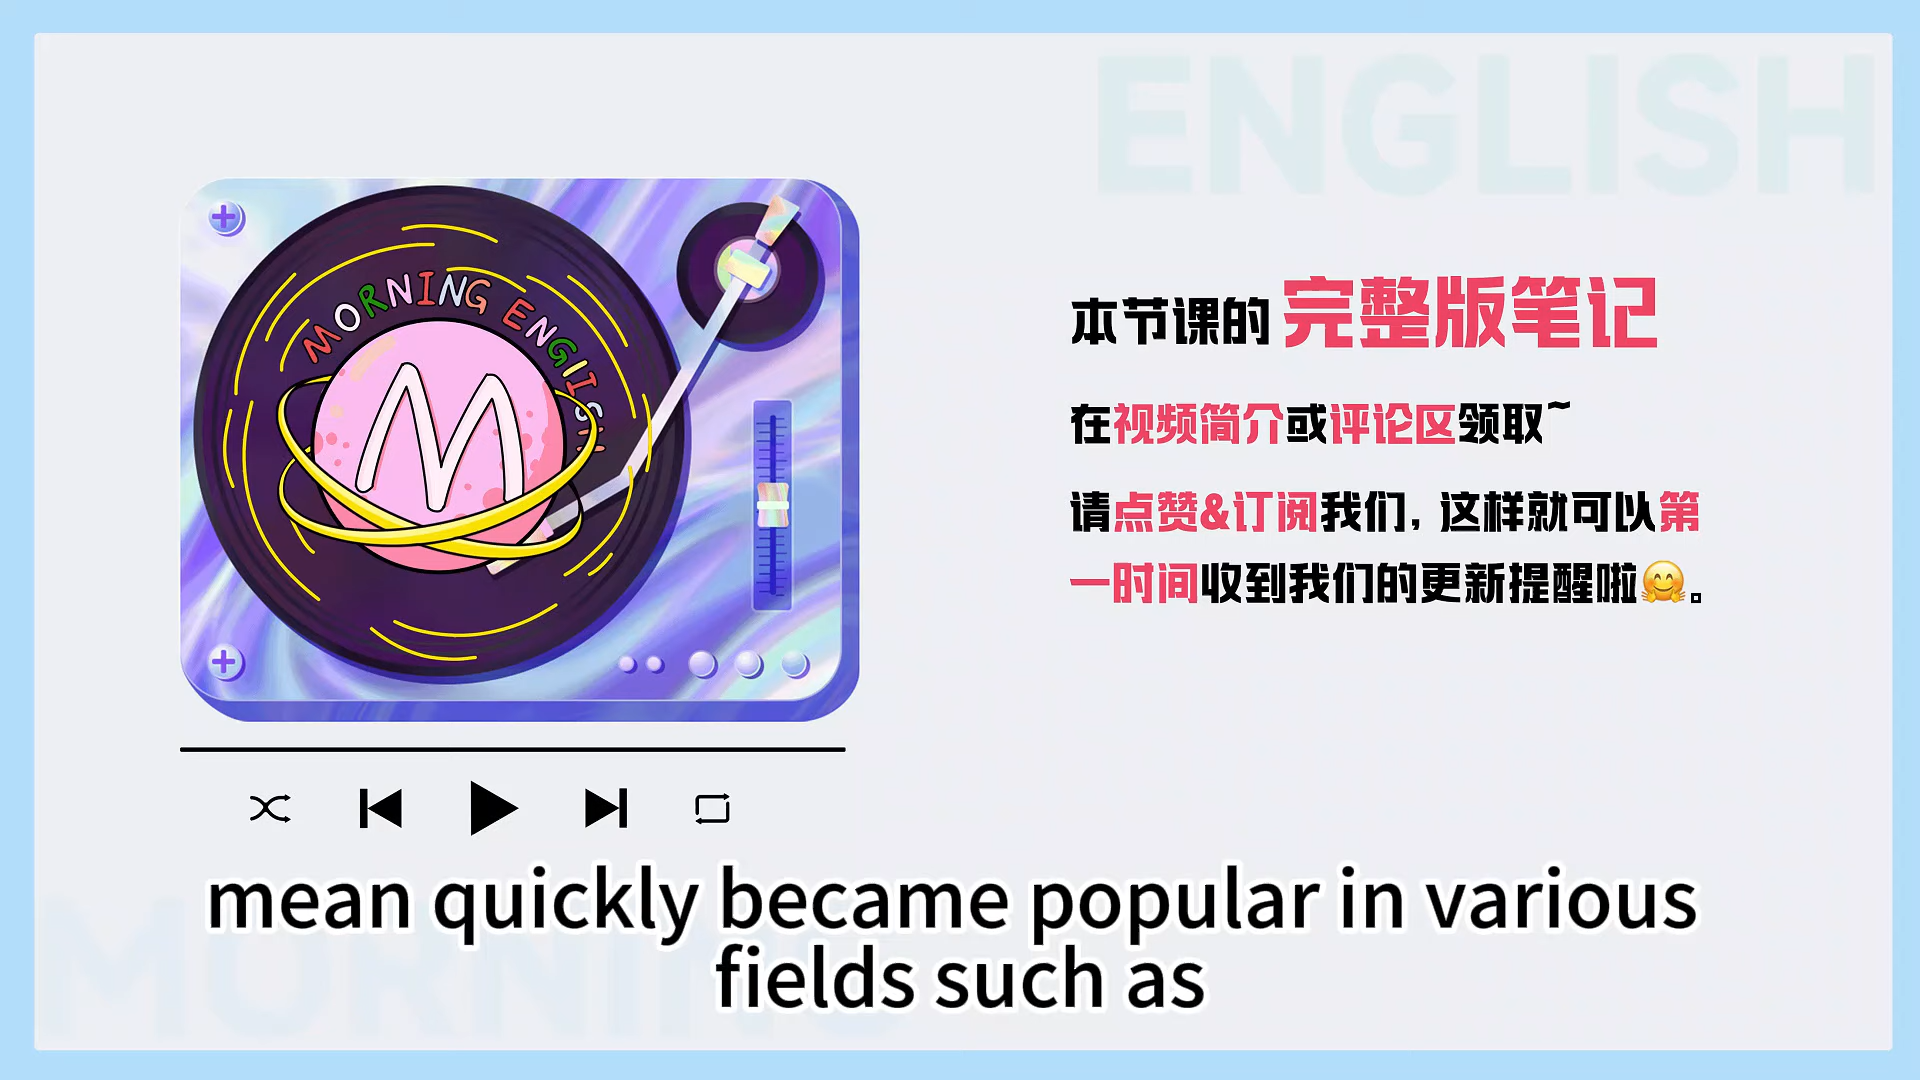 ENGLISH
MORNING ENGLISH
M
本节课的完整版笔记
在视频简介或评论区领取~
请点赞&订阅我们，这样就可以第
一时间收到我们的更新提醒啦🤗。
mean quickly became popular in various
fields such as
MORNING